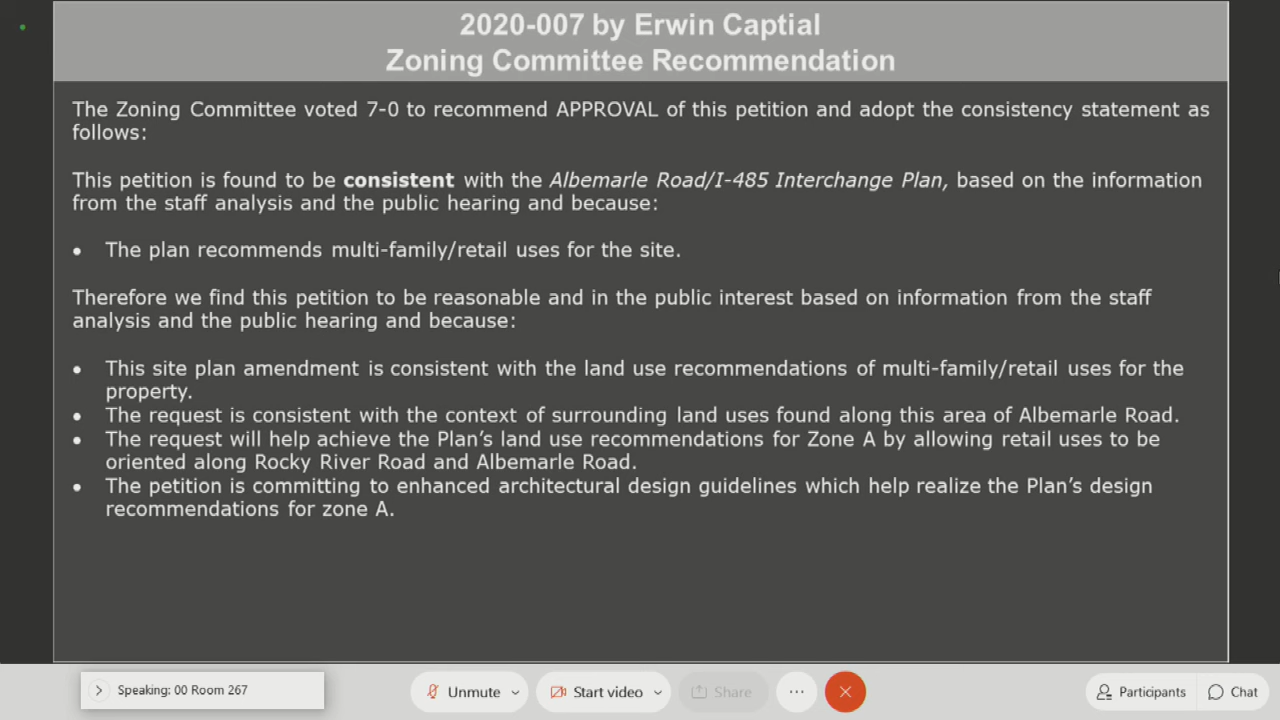 2020-007 by Erwin Captial
Zoning Committee Recommendation
The Zoning Committee voted 7-0 to recommend APPROVAL of this petition and adopt the consistency statement as
follows:
This petition is found to be consistent with the Albemarle Road/I-485 Interchange Plan, based on the information
from the staff analysis and the public hearing and because:
• The plan recommends multi-family/retail uses for the site.
Therefore we find this petition to be reasonable and in the public interest based on information from the staff
analysis and the public hearing and because:
• This site plan amendment is consistent with the land use recommendations of multi-family/retail uses for the
property.
• The request is consistent with the context of surrounding land uses found along this area of Albemarle Road.
• The request will help achieve the Plan's land use recommendations for Zone A by allowing retail uses to be
oriented along Rocky River Road and Albemarle Road.
• The petition is committing to enhanced architectural design guidelines which help realize the Plan's design
recommendations for zone A.
Speaking: 00 Room 267
Unmute
Start video
Share
Participants
Chat